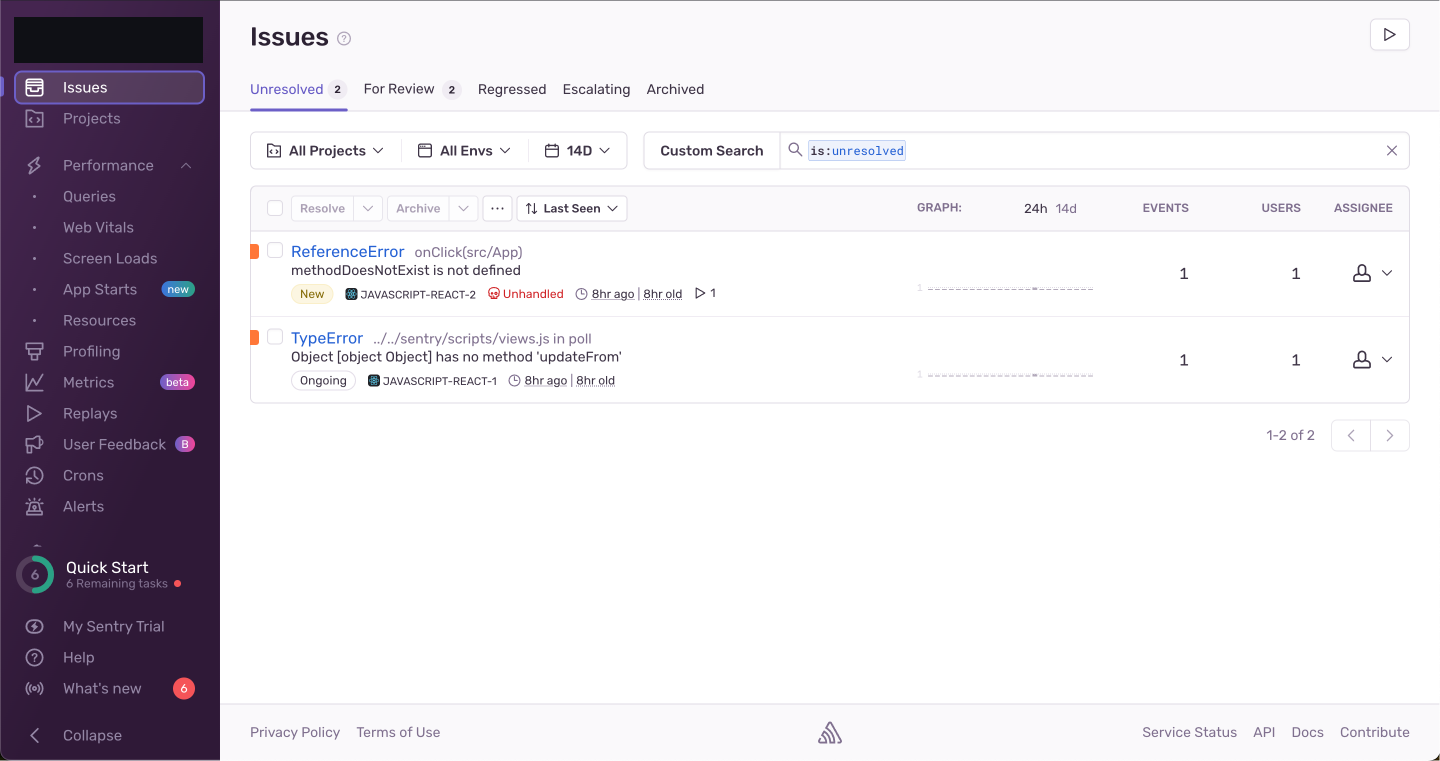 Issues
Projects
Performance
Queries
Web Vitals
Screen Loads
App Starts new
Resources
Profiling
Metrics beta
Replays
User Feedback B
Crons
Alerts
6 Quick Start
6 Remaining tasks
My Sentry Trial
Help
What's new 6
Collapse
Issues ?
Unresolved 2 For Review 2 Regressed Escalating Archived
All Projects All Envs 14D Custom Search is:unresolved
Resolve Archive ... Last Seen GRAPH: 24h 14d EVENTS USERS ASSIGNEE
ReferenceError onClick(src/App)
methodDoesNotExist is not defined
1 1 1
New JAVASCRIPT-REACT-2 Unhandled 8hr ago | 8hr old 1
TypeError ../../sentry/scripts/views.js in poll
Object [object Object] has no method 'updateFrom'
1 1 1
Ongoing JAVASCRIPT-REACT-1 8hr ago | 8hr old
1-2 of 2
Privacy Policy Terms of Use Service Status API Docs Contribute